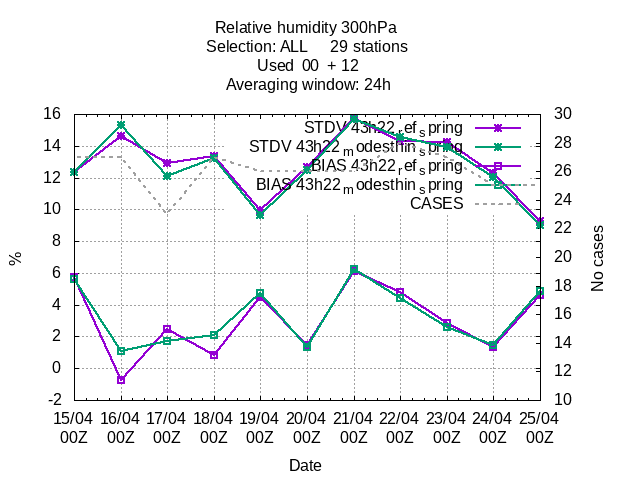 Relative humidity 300hPa
Selection: ALL     29 stations
Used  00  + 12
Averaging window: 24h
STDV 43h22_ref_spring
STDV 43h22_modesthin_spring
BIAS 43h22_ref_spring
BIAS 43h22_modesthin_spring
CASES
16
14
12
10
8
6
4
2
0
-2
%
30
28
26
24
22
20
18
16
14
12
10
No cases
15/04 16/04 17/04 18/04 19/04 20/04 21/04 22/04 23/04 24/04 25/04
00Z 00Z 00Z 00Z 00Z 00Z 00Z 00Z 00Z 00Z 00Z
Date